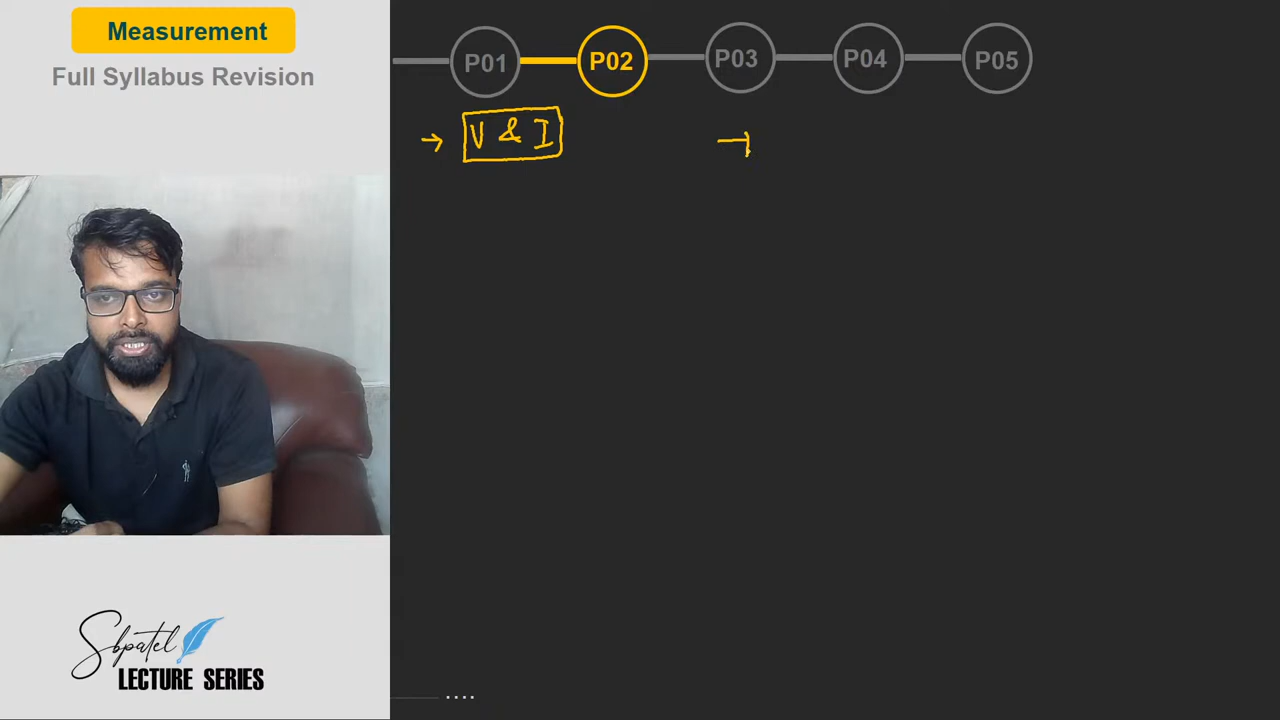 Measurement
Full Syllabus Revision
P01 P02 P03 P04 P05
→ V & I
Sbpatel
LECTURE SERIES
....